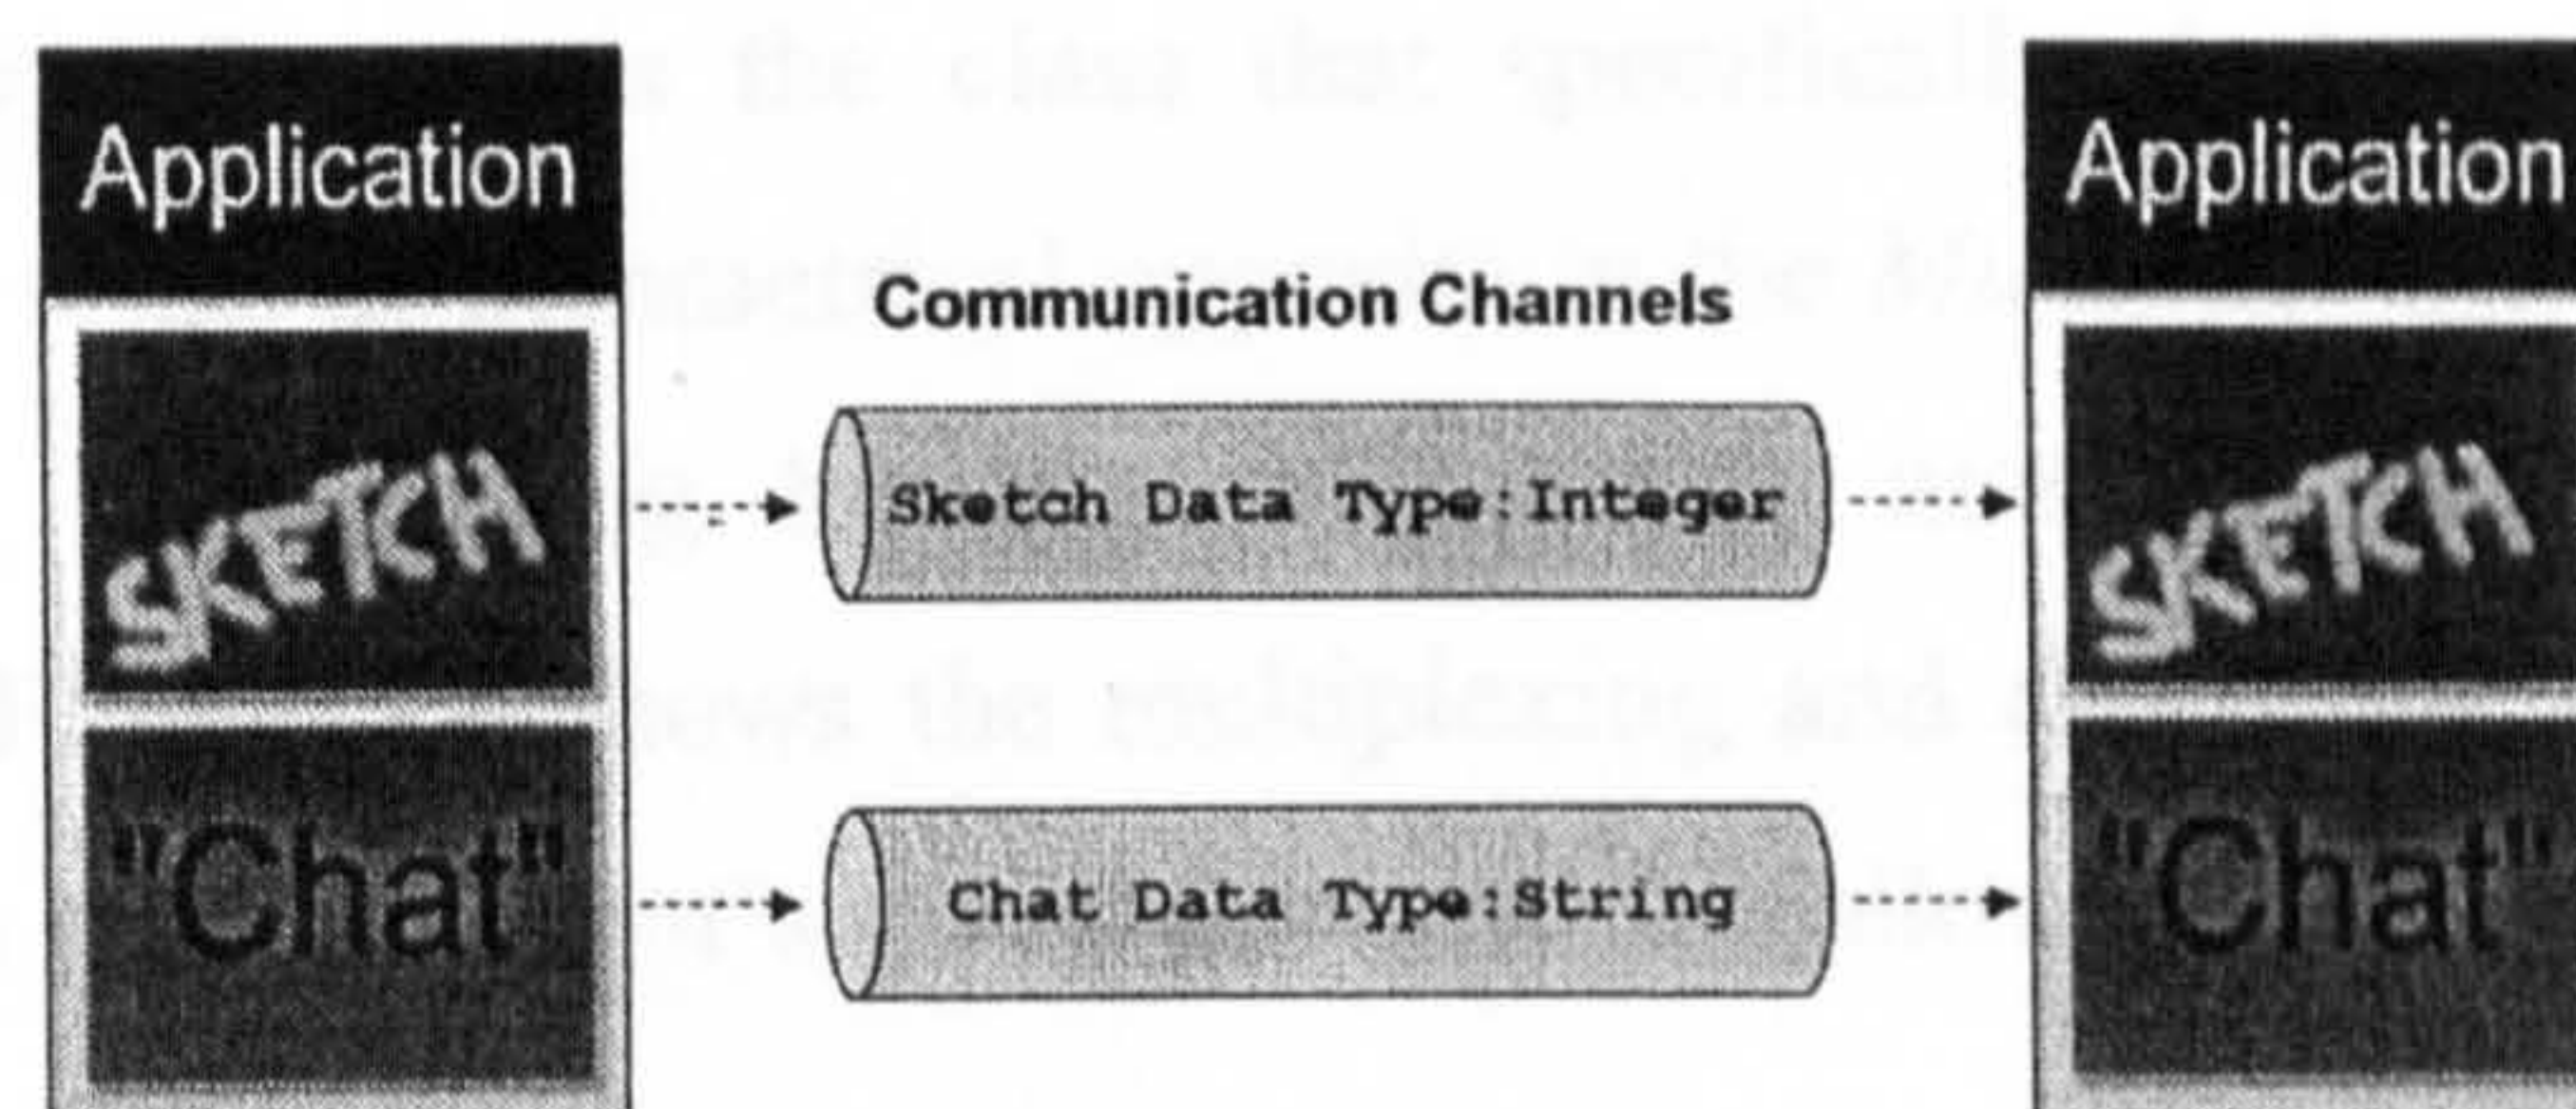 Application
SKETCH
"Chat"
Communication Channels
Sketch Data Type:Integer
Chat Data Type:String
Application
SKETCH
"Chat"